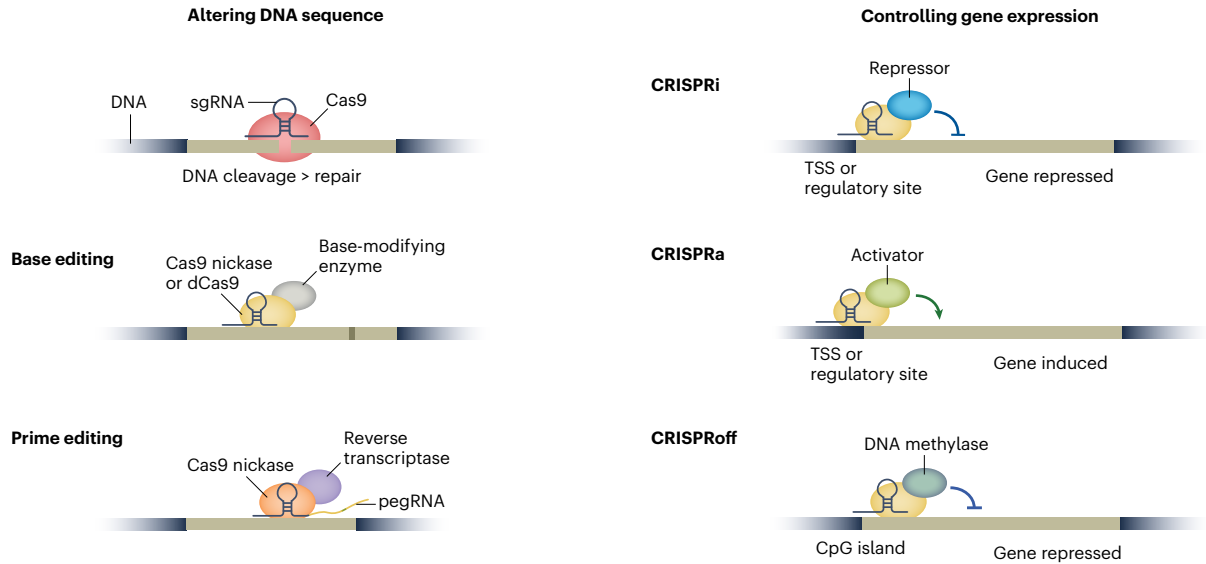 Altering DNA sequence
DNA
sgRNA
Cas9
DNA cleavage > repair
Base editing
Cas9 nickase
or dCas9
Base-modifying
enzyme
Prime editing
Cas9 nickase
Reverse
transcriptase
pegRNA
Controlling gene expression
CRISPRi
Repressor
TSS or
regulatory site
Gene repressed
CRISPRa
Activator
TSS or
regulatory site
Gene induced
CRISPRoff
DNA methylase
CpG island
Gene repressed